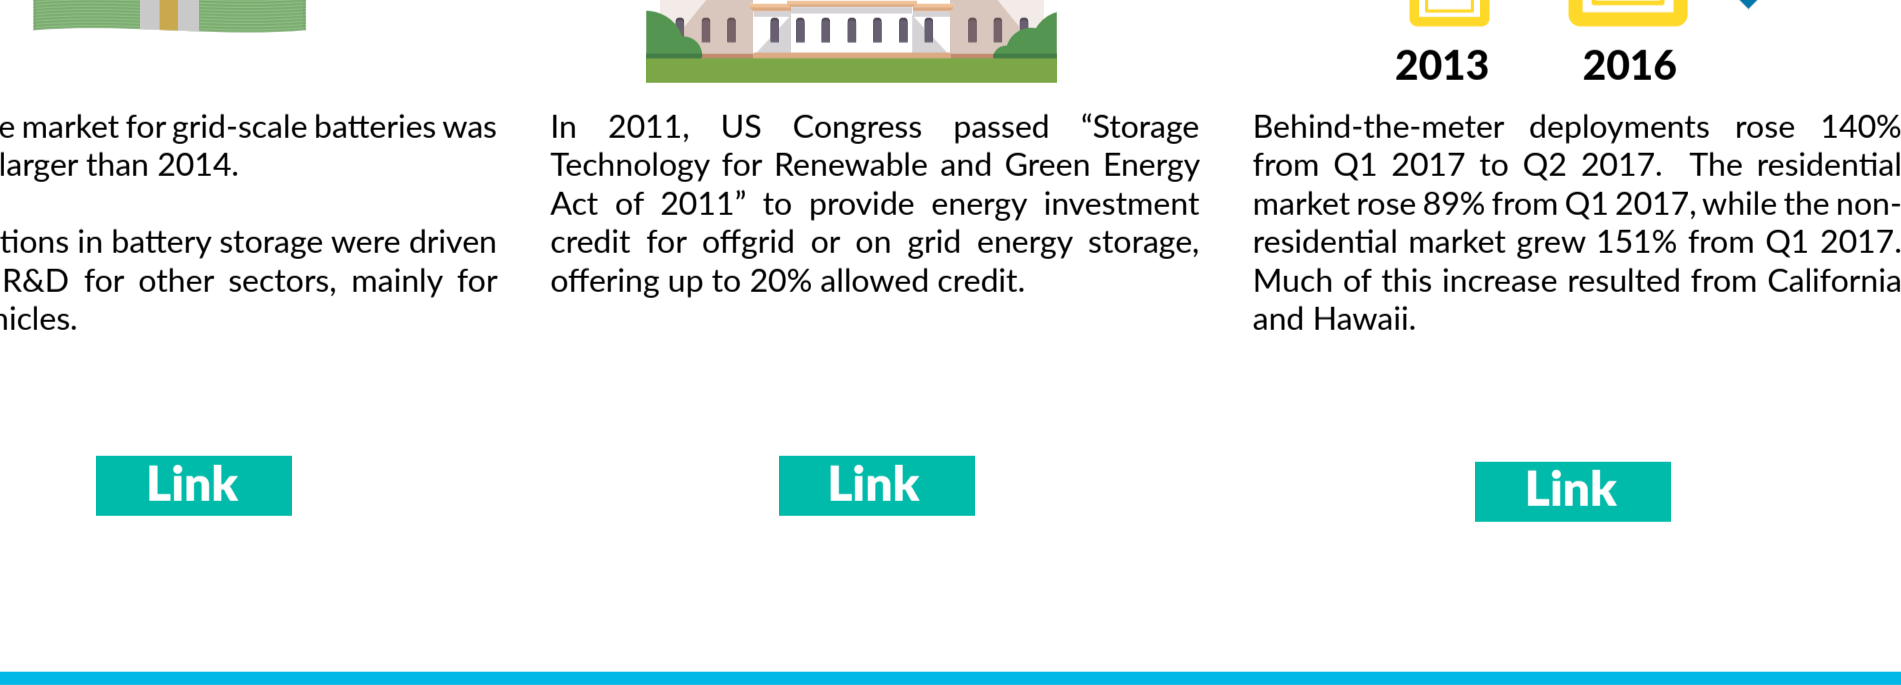 2013 2016
e market for grid-scale batteries was
larger than 2014.
tions in battery storage were driven
R&D for other sectors, mainly for
nicles.
In 2011, US Congress passed “Storage
Technology for Renewable and Green Energy
Act of 2011” to provide energy investment
credit for offgrid or on grid energy storage,
offering up to 20% allowed credit.
Behind-the-meter deployments rose 140%
from Q1 2017 to Q2 2017. The residential
market rose 89% from Q1 2017, while the non-
residential market grew 151% from Q1 2017.
Much of this increase resulted from California
and Hawaii.
Link
Link
Link